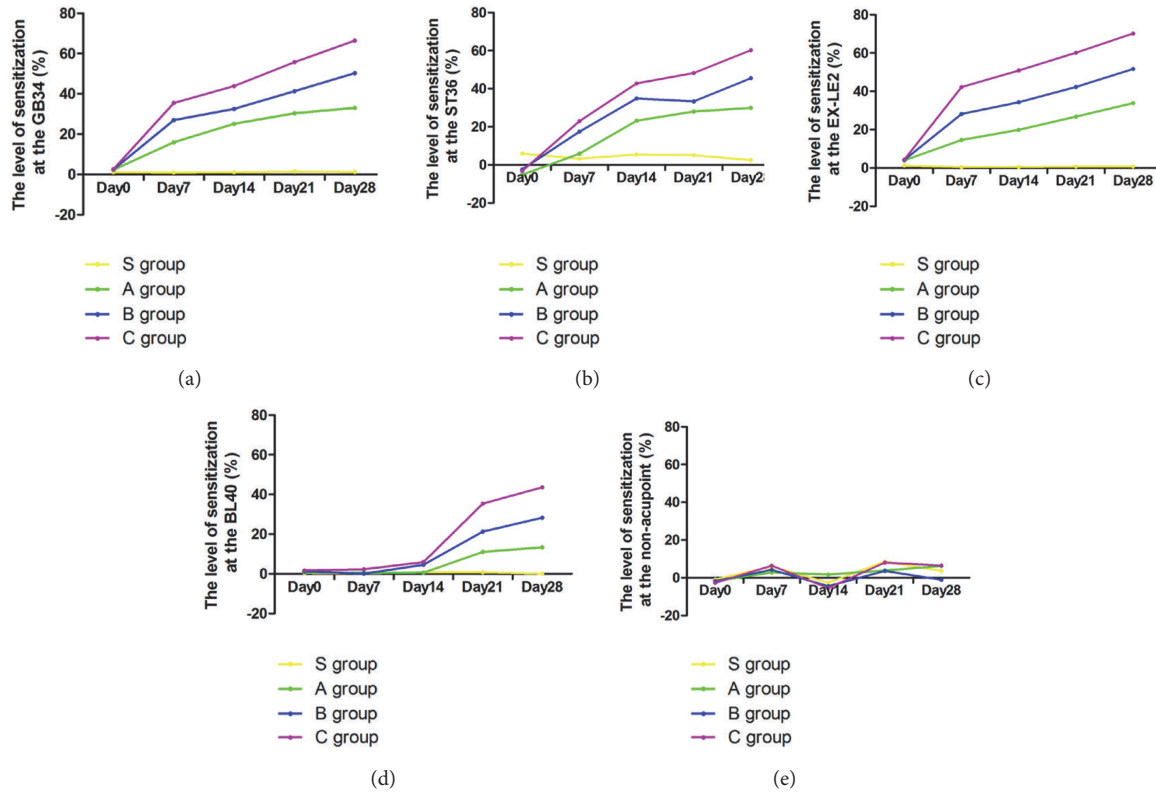 The level of sensitization
at the GB34 (%)
80
60
40
20
0
-20
Day0 Day7 Day14 Day21 Day28
S group
A group
B group
C group
(a)
The level of sensitization
at the ST36 (%)
80
60
40
20
0
-20
Day0 Day7 Day14 Day21 Day28
S group
A group
B group
C group
(b)
The level of sensitization
at the EX-LE2 (%)
80
60
40
20
0
-20
Day0 Day7 Day14 Day21 Day28
S group
A group
B group
C group
(c)
The level of sensitization
at the BL40 (%)
80
60
40
20
0
-20
Day0 Day7 Day14 Day21 Day28
S group
A group
B group
C group
(d)
The level of sensitization
at the non-acupoint (%)
80
60
40
20
0
-20
Day0 Day7 Day14 Day21 Day28
S group
A group
B group
C group
(e)